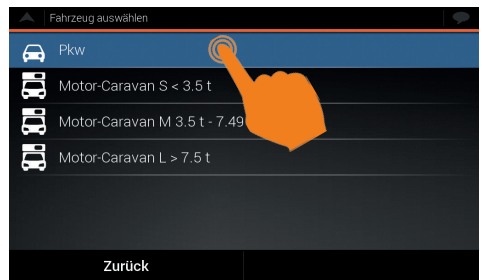 Fahrzeug auswählen
Pkw
Motor-Caravan S < 3.5 t
Motor-Caravan M 3.5 t - 7.49
Motor-Caravan L > 7.5 t
Zurück